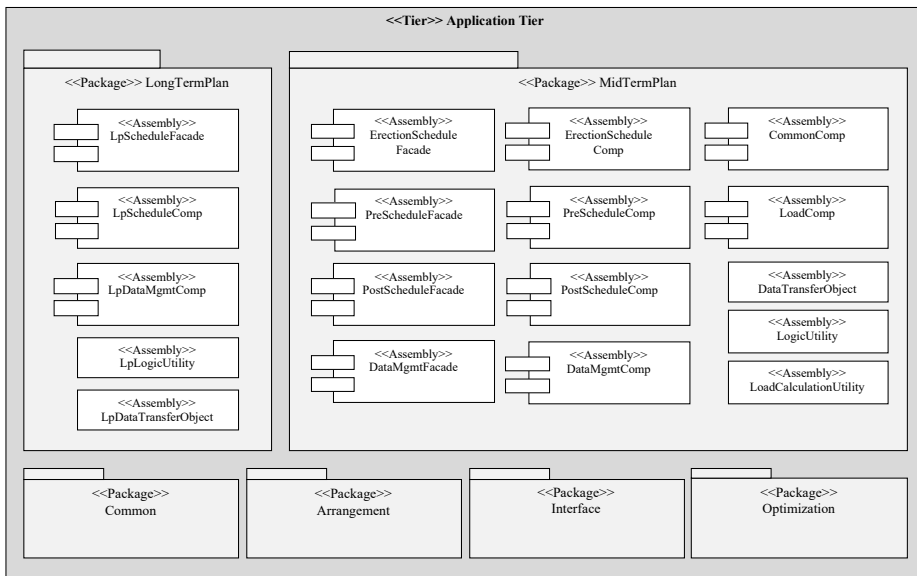 <<Tier>> Application Tier
<<Package>> LongTermPlan
<<Assembly>>
LpScheduleFacade
<<Assembly>>
LpScheduleComp
<<Assembly>>
LpDataMgmtComp
<<Assembly>>
LpLogicUtility
<<Assembly>>
LpDataTransferObject
<<Package>> MidTermPlan
<<Assembly>>
ErectionSchedule
Facade
<<Assembly>>
ErectionSchedule
Comp
<<Assembly>>
CommonComp
<<Assembly>>
PreScheduleFacade
<<Assembly>>
PreScheduleComp
<<Assembly>>
LoadComp
<<Assembly>>
PostScheduleFacade
<<Assembly>>
PostScheduleComp
<<Assembly>>
DataTransferObject
<<Assembly>>
LogicUtility
<<Assembly>>
DataMgmtFacade
<<Assembly>>
DataMgmtComp
<<Assembly>>
LoadCalculationUtility
<<Package>>
Common
<<Package>>
Arrangement
<<Package>>
Interface
<<Package>>
Optimization